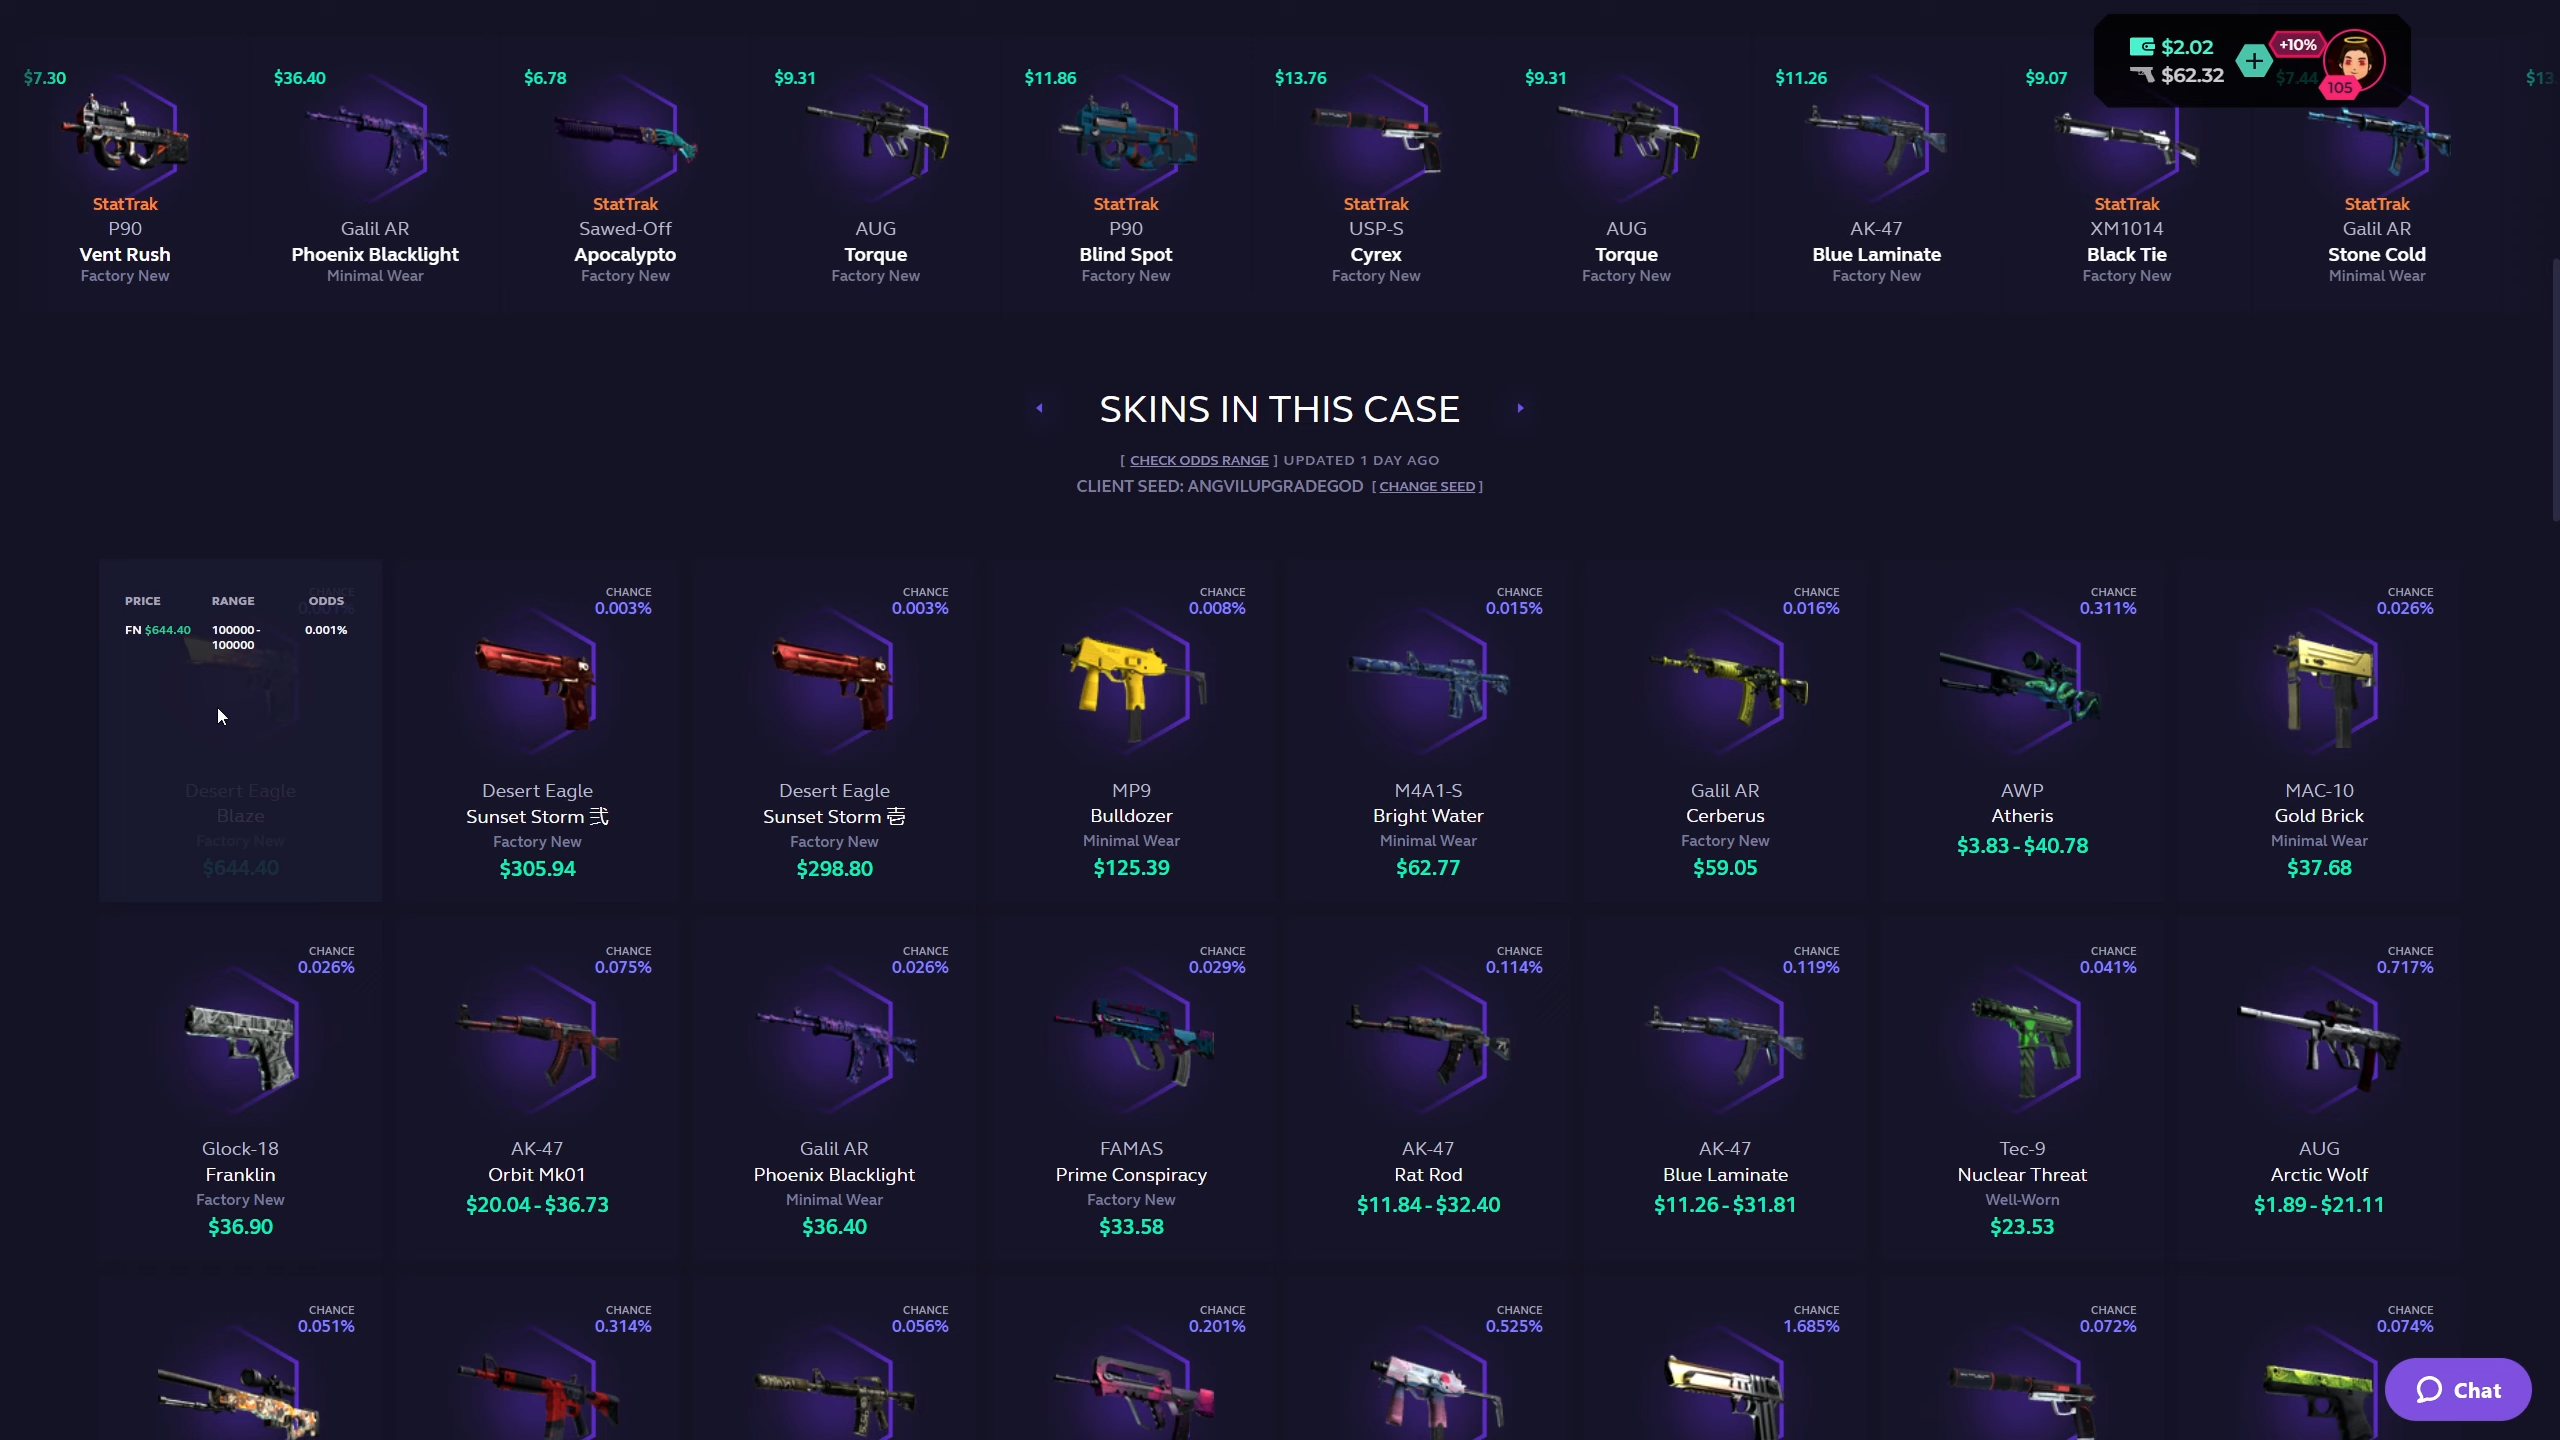 $7.30
$36.40
$6.78
$9.31
$11.86
$13.76
$9.31
$11.26
$9.07
$7.44
$13
$2.02
$62.32
+10%
105
StatTrak
P90
Vent Rush
Factory New
Galil AR
Phoenix Blacklight
Minimal Wear
StatTrak
Sawed-Off
Apocalypto
Factory New
AUG
Torque
Factory New
StatTrak
P90
Blind Spot
Factory New
StatTrak
USP-S
Cyrex
Factory New
AUG
Torque
Factory New
AK-47
Blue Laminate
Factory New
StatTrak
XM1014
Black Tie
Factory New
StatTrak
Galil AR
Stone Cold
Minimal Wear
SKINS IN THIS CASE
[ CHECK ODDS RANGE ] UPDATED 1 DAY AGO
CLIENT SEED: ANGVILUPGRADEGOD [ CHANGE SEED ]
PRICE RANGE ODDS
FN $644.40 100000 - 0.001%
100000
CHANCE
0.001%
Desert Eagle
Blaze
Factory New
$644.40
CHANCE
0.003%
Desert Eagle
Sunset Storm 弐
Factory New
$305.94
CHANCE
0.003%
Desert Eagle
Sunset Storm 壱
Factory New
$298.80
CHANCE
0.008%
MP9
Bulldozer
Minimal Wear
$125.39
CHANCE
0.015%
M4A1-S
Bright Water
Minimal Wear
$62.77
CHANCE
0.016%
Galil AR
Cerberus
Factory New
$59.05
CHANCE
0.311%
AWP
Atheris
$3.83 - $40.78
CHANCE
0.026%
MAC-10
Gold Brick
Minimal Wear
$37.68
CHANCE
0.026%
Glock-18
Franklin
Factory New
$36.90
CHANCE
0.075%
AK-47
Orbit Mk01
$20.04 - $36.73
CHANCE
0.026%
Galil AR
Phoenix Blacklight
Minimal Wear
$36.40
CHANCE
0.029%
FAMAS
Prime Conspiracy
Factory New
$33.58
CHANCE
0.114%
AK-47
Rat Rod
$11.84 - $32.40
CHANCE
0.119%
AK-47
Blue Laminate
$11.26 - $31.81
CHANCE
0.041%
Tec-9
Nuclear Threat
Well-Worn
$23.53
CHANCE
0.717%
AUG
Arctic Wolf
$1.89 - $21.11
CHANCE
0.051%
CHANCE
0.314%
CHANCE
0.056%
CHANCE
0.201%
CHANCE
0.525%
CHANCE
1.685%
CHANCE
0.072%
CHANCE
0.074%
Chat